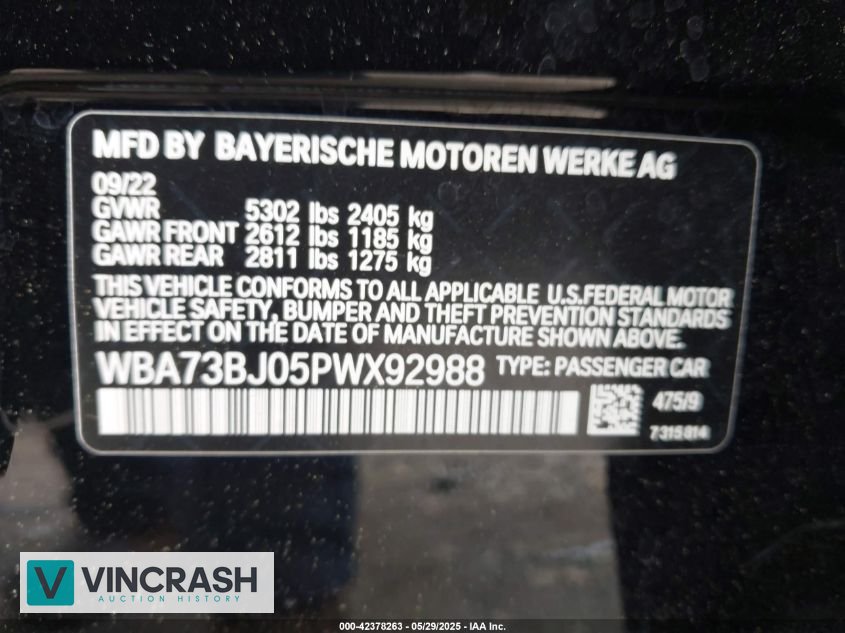 MFD BY BAYERISCHE MOTOREN WERKE AG
09/22
GVWR 5302 lbs 2405 kg
GAWR FRONT 2612 lbs 1185 kg
GAWR REAR 2811 lbs 1275 kg
THIS VEHICLE CONFORMS TO ALL APPLICABLE U.S.FEDERAL MOTOR
VEHICLE SAFETY, BUMPER AND THEFT PREVENTION STANDARDS
IN EFFECT ON THE DATE OF MANUFACTURE SHOWN ABOVE.
WBA73BJ05PWX92988 TYPE: PASSENGER CAR
475/9
7315814
V VINCRASH
AUCTION HISTORY
000-42378263 - 05/29/2025 - IAA Inc.